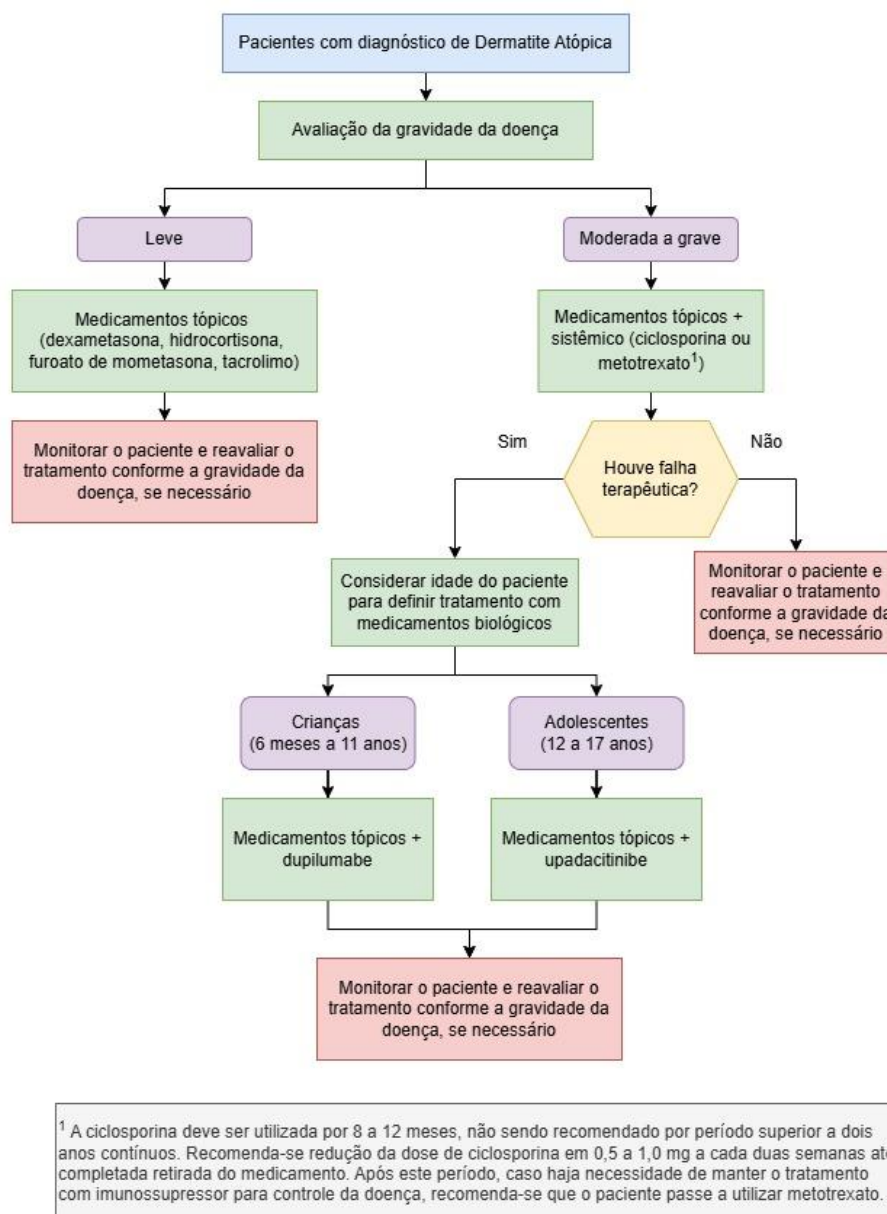 Pacientes com diagnóstico de Dermatite Atópica
Avaliação da gravidade da doença
Leve
Moderada a grave
Medicamentos tópicos
(dexametasona, hidrocortisona,
furoato de mometasona, tacrolimo)
Medicamentos tópicos +
sistêmico (ciclosporina ou
metotrexato¹)
Monitorar o paciente e reavaliar o
tratamento conforme a gravidade da
doença, se necessário
Sim
Não
Houve falha
terapêutica?
Considerar idade do paciente
para definir tratamento com
medicamentos biológicos
Monitorar o paciente e
reavaliar o tratamento
conforme a gravidade da
doença, se necessário
Crianças
(6 meses a 11 anos)
Adolescentes
(12 a 17 anos)
Medicamentos tópicos +
dupilumabe
Medicamentos tópicos +
upadacitinibe
Monitorar o paciente e reavaliar o
tratamento conforme a gravidade da
doença, se necessário
¹ A ciclosporina deve ser utilizada por 8 a 12 meses, não sendo recomendado por período superior a dois
anos contínuos. Recomenda-se redução da dose de ciclosporina em 0,5 a 1,0 mg a cada duas semanas até
completada retirada do medicamento. Após este período, caso haja necessidade de manter o tratamento
com imunossupressor para controle da doença, recomenda-se que o paciente passe a utilizar metotrexato.